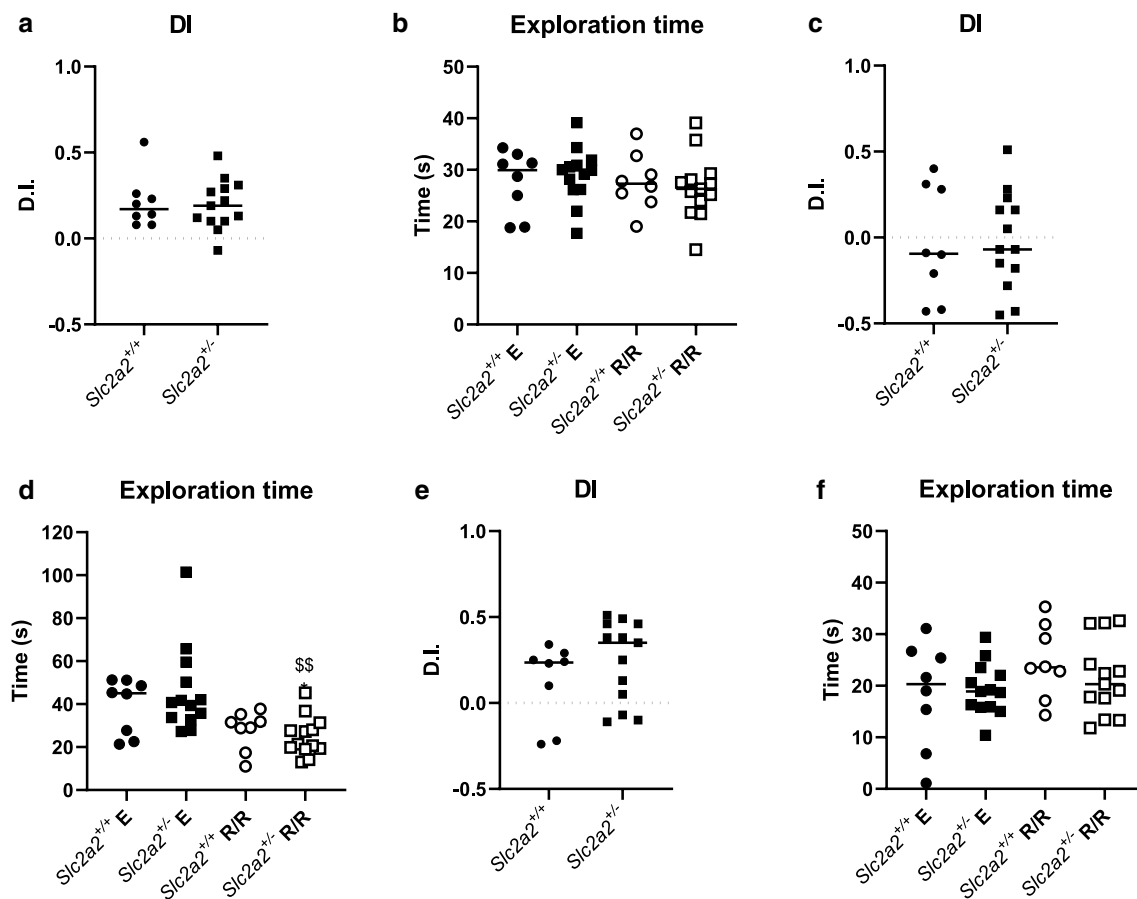 a DI
1.0
0.5
0.0
-0.5
D.I.
Slc2a2+/+
Slc2a2+/-
b Exploration time
50
40
30
20
10
0
Time (s)
Slc2a2+/+ E
Slc2a2+/- E
Slc2a2+/+ R/R
Slc2a2+/- R/R
c DI
1.0
0.5
0.0
-0.5
D.I.
Slc2a2+/+
Slc2a2+/-
d Exploration time
120
100
80
60
40
20
0
Time (s)
$$
*
Slc2a2+/+ E
Slc2a2+/- E
Slc2a2+/+ R/R
Slc2a2+/- R/R
e DI
1.0
0.5
0.0
-0.5
D.I.
Slc2a2+/+
Slc2a2+/-
f Exploration time
50
40
30
20
10
0
Time (s)
Slc2a2+/+ E
Slc2a2+/- E
Slc2a2+/+ R/R
Slc2a2+/- R/R